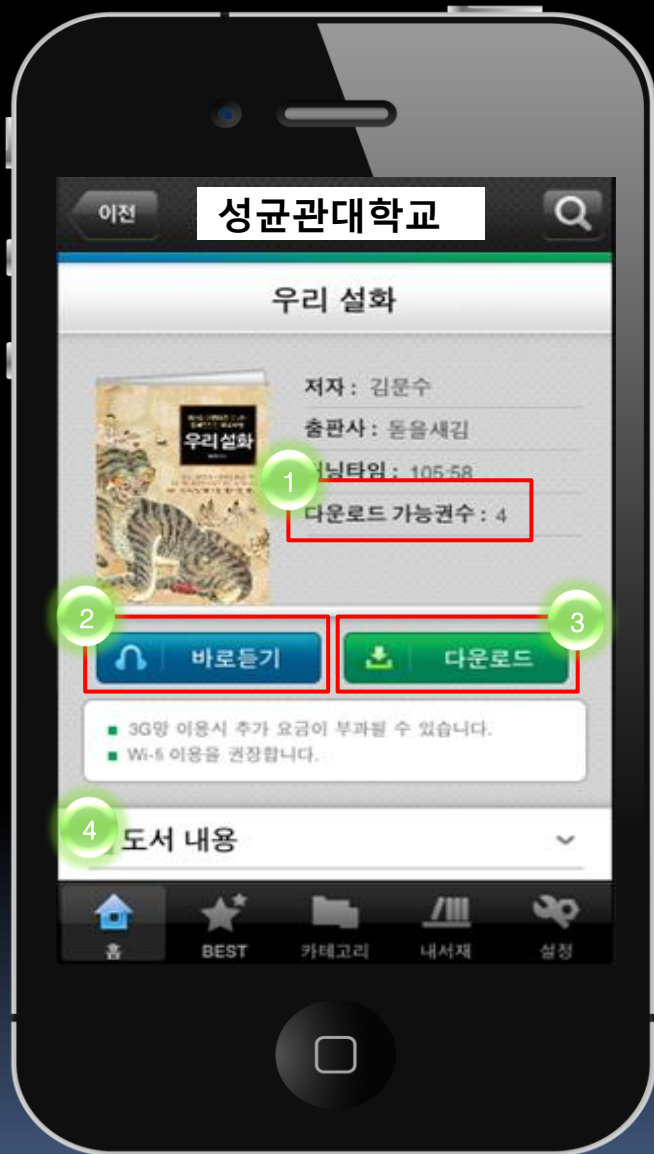 이전
성균관대학교
우리 설화
우리 설화
저자 : 김문수
출판사 : 돋을새김
1
닝타임 : 105:58
다운로드 가능권수 : 4
2
3
바로듣기
다운로드
3G망 이용시 추가 요금이 부과될 수 있습니다.
Wi-fi 이용을 권장합니다.
4
도서 내용
홈
BEST
카테고리
내서재
설정